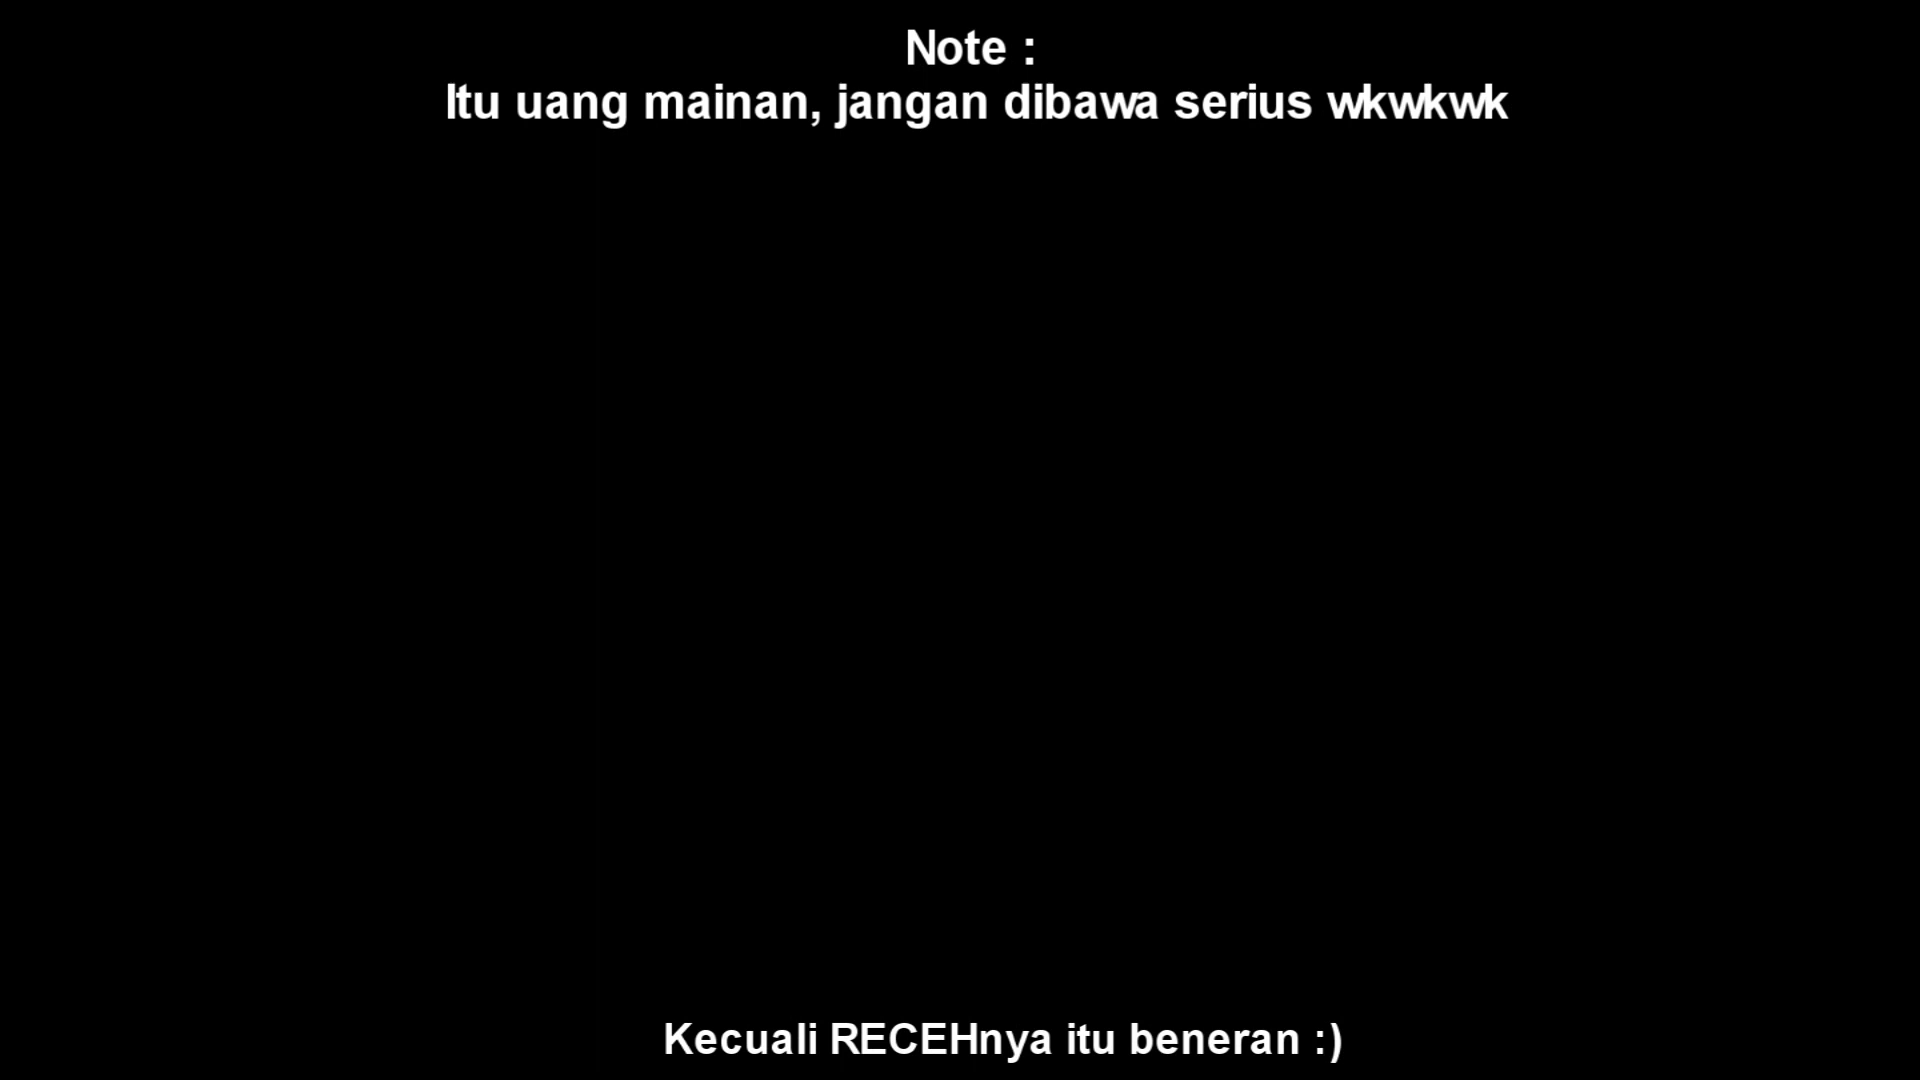 Note :
Itu uang mainan, jangan dibawa serius wkwkwk
Kecuali RECEHnya itu beneran :)